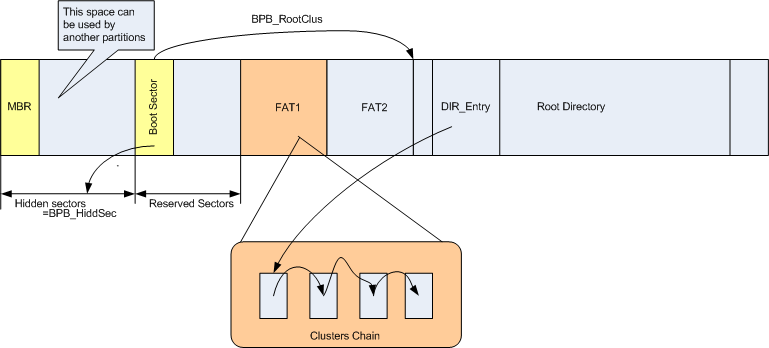 This space can
be used by
another partitions
BPB_RootClus
MBR
Boot Sector
FAT1
FAT2
DIR_Entry
Root Directory
Hidden sectors
=BPB_HiddSec
Reserved Sectors
Clusters Chain